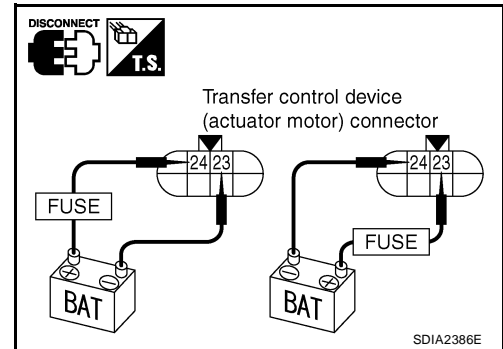 DISCONNECT
T.S.
Transfer control device
(actuator motor) connector
24 23
24 23
FUSE
FUSE
+ −
+ −
BAT
BAT
SDIA2386E